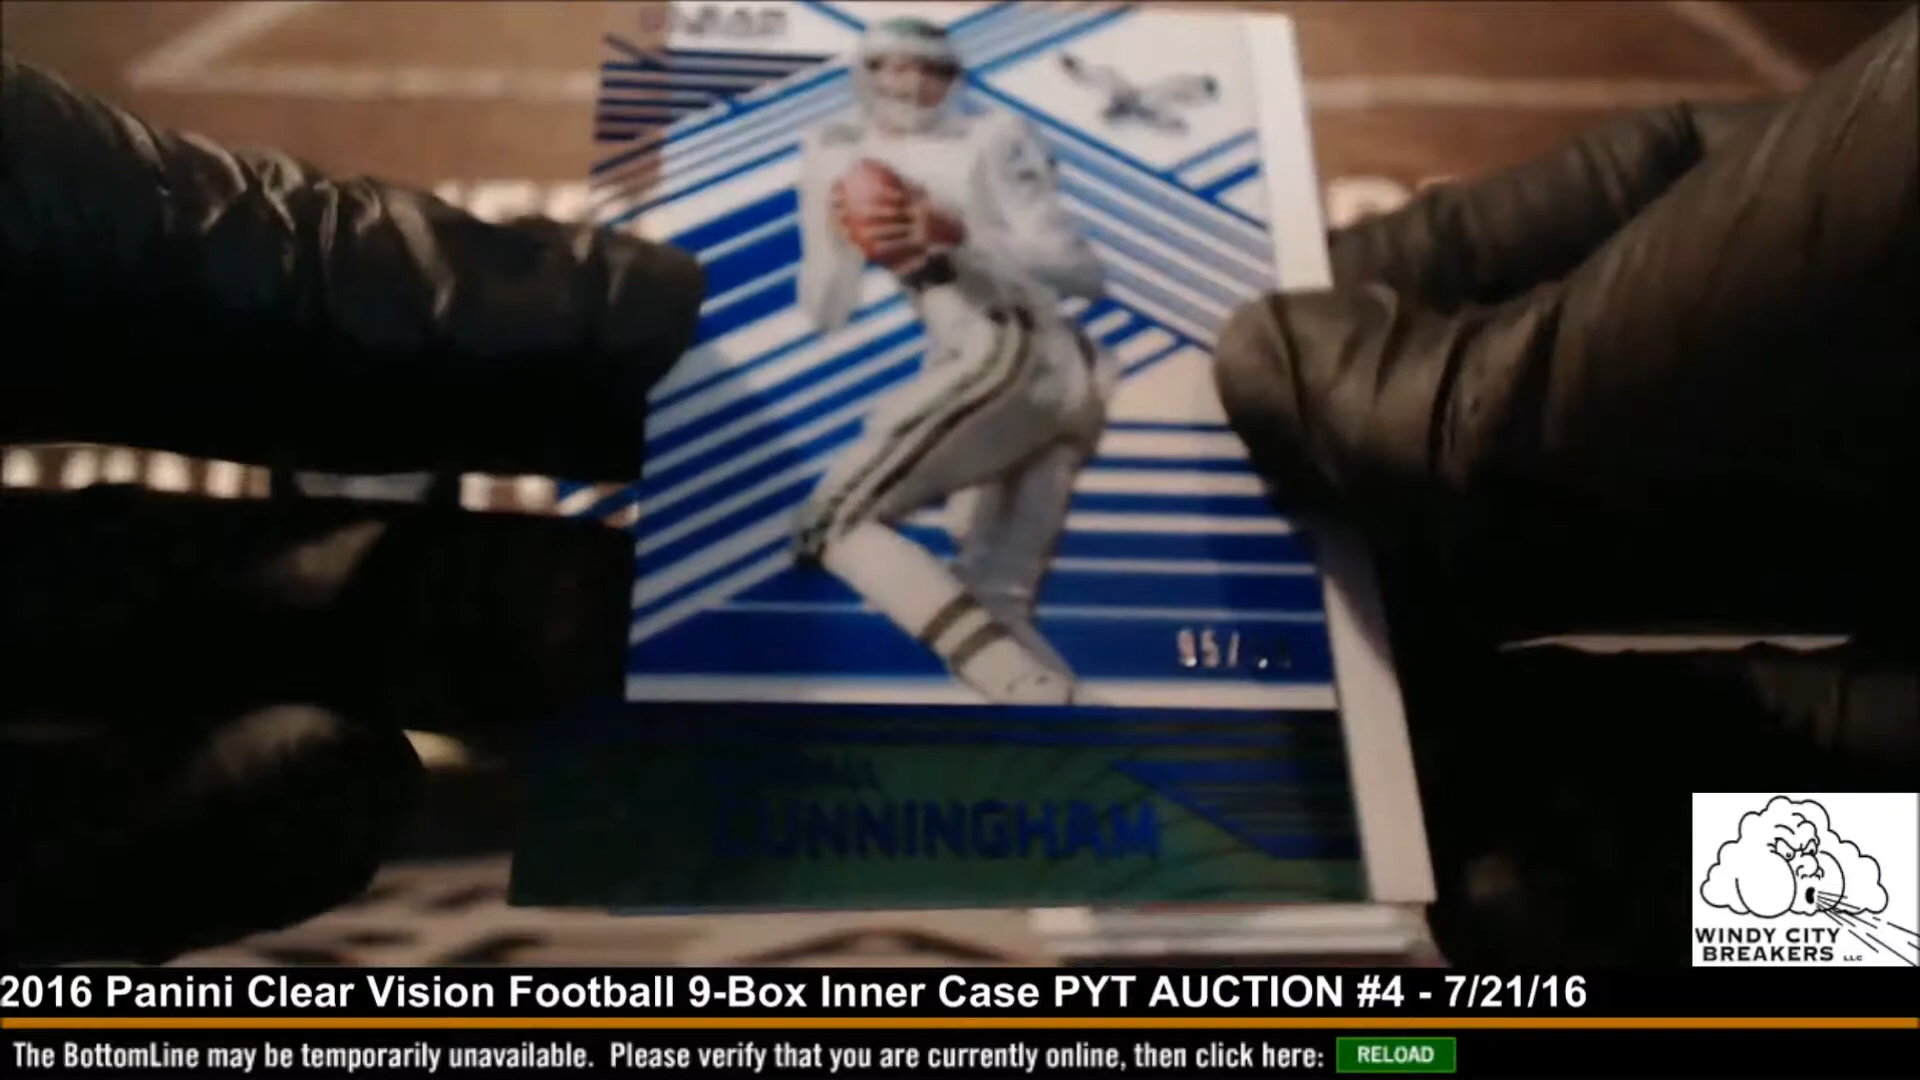 CUNNINGHAM
WINDY CITY
BREAKERS LLC
2016 Panini Clear Vision Football 9-Box Inner Case PYT AUCTION #4 - 7/21/16
The BottomLine may be temporarily unavailable. Please verify that you are currently online, then click here: RELOAD